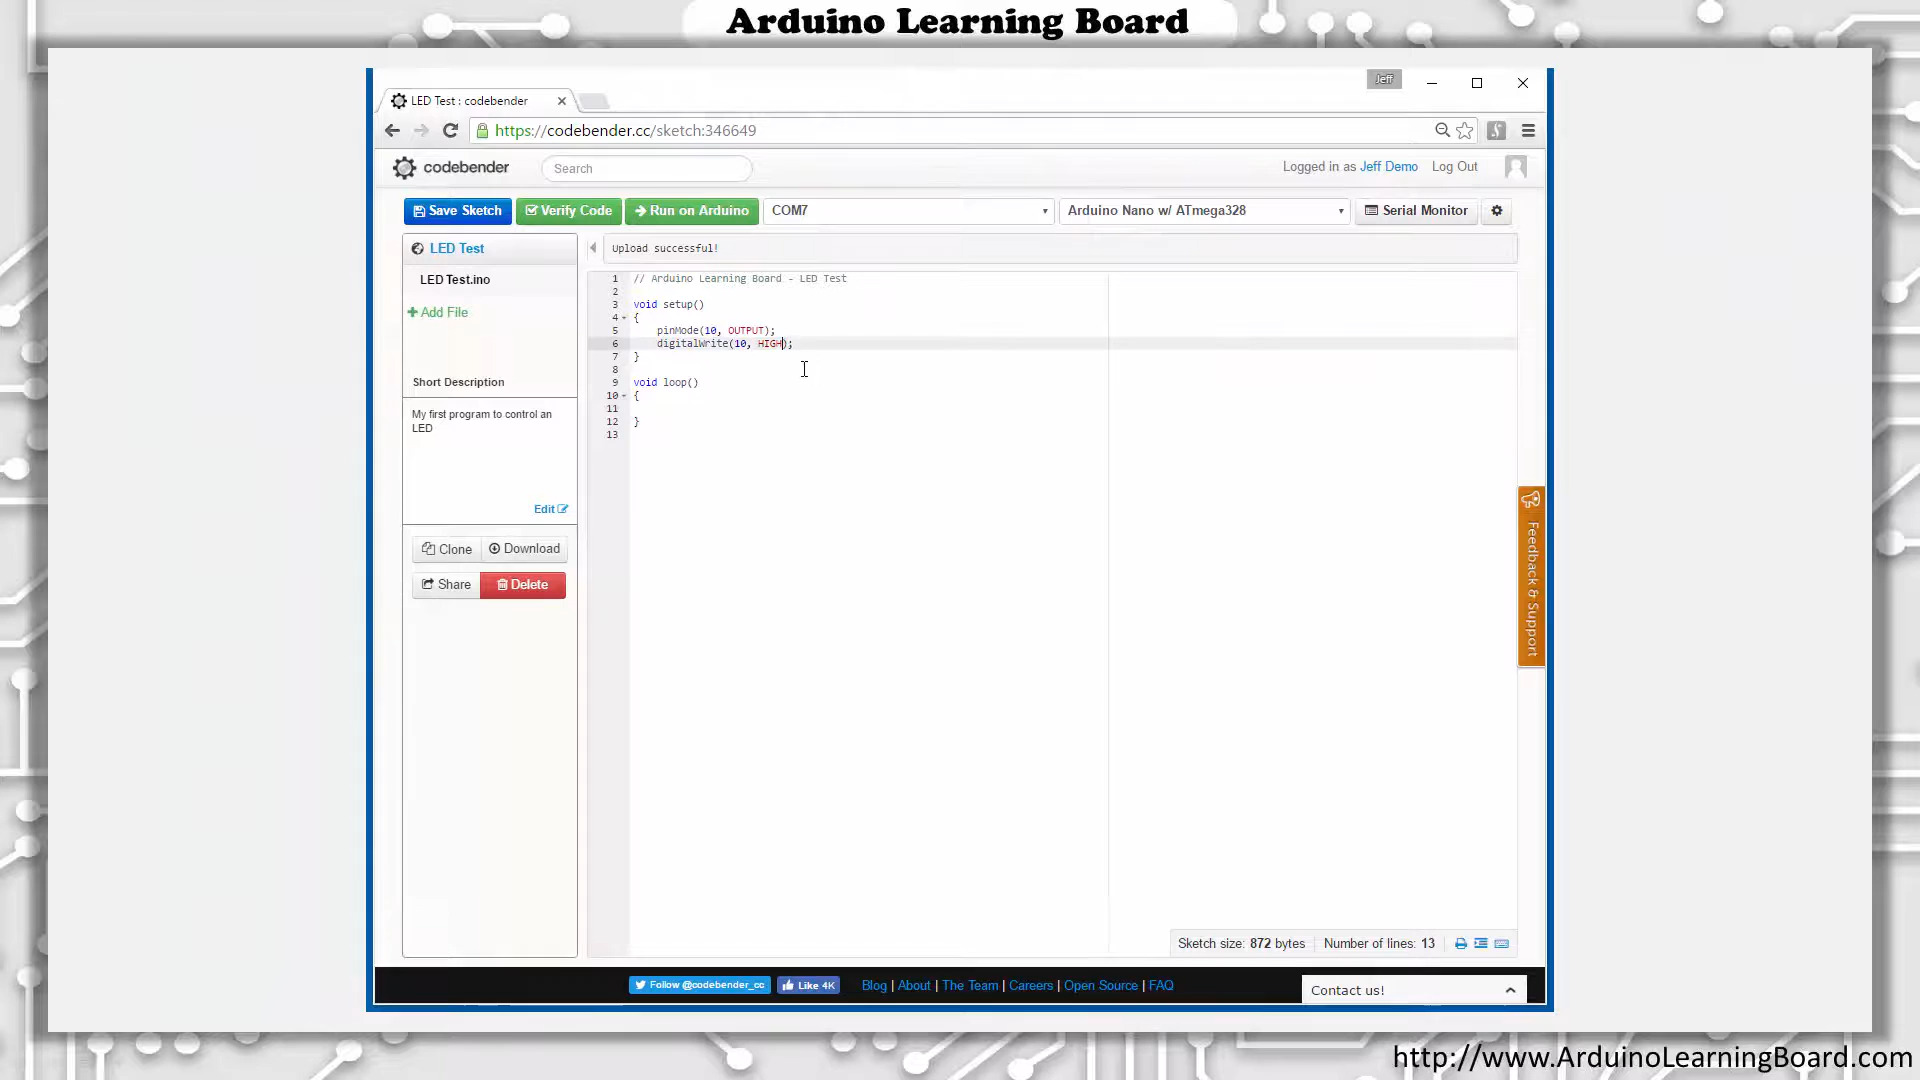 Arduino Learning Board
Jeff
LED Test : codebender
https://codebender.cc/sketch:346649
codebender
Search
Logged in as Jeff Demo Log Out
Save Sketch
Verify Code
Run on Arduino
COM7
Arduino Nano w/ ATmega328
Serial Monitor
LED Test
Upload successful!
LED Test.ino
Add File
Short Description
My first program to control an
LED
Edit
Clone
Download
Share
Delete
1 // Arduino Learning Board - LED Test
2
3 void setup()
4 {
5 pinMode(10, OUTPUT);
6 digitalWrite(10, HIGH);
7 }
8
9 void loop()
10 {
11
12 }
13
Feedback & Support
Sketch size: 872 bytes
Number of lines: 13
Follow @codebender_cc
Like 4K
Blog | About | The Team | Careers | Open Source | FAQ
Contact us!
http://www.ArduinoLearningBoard.com